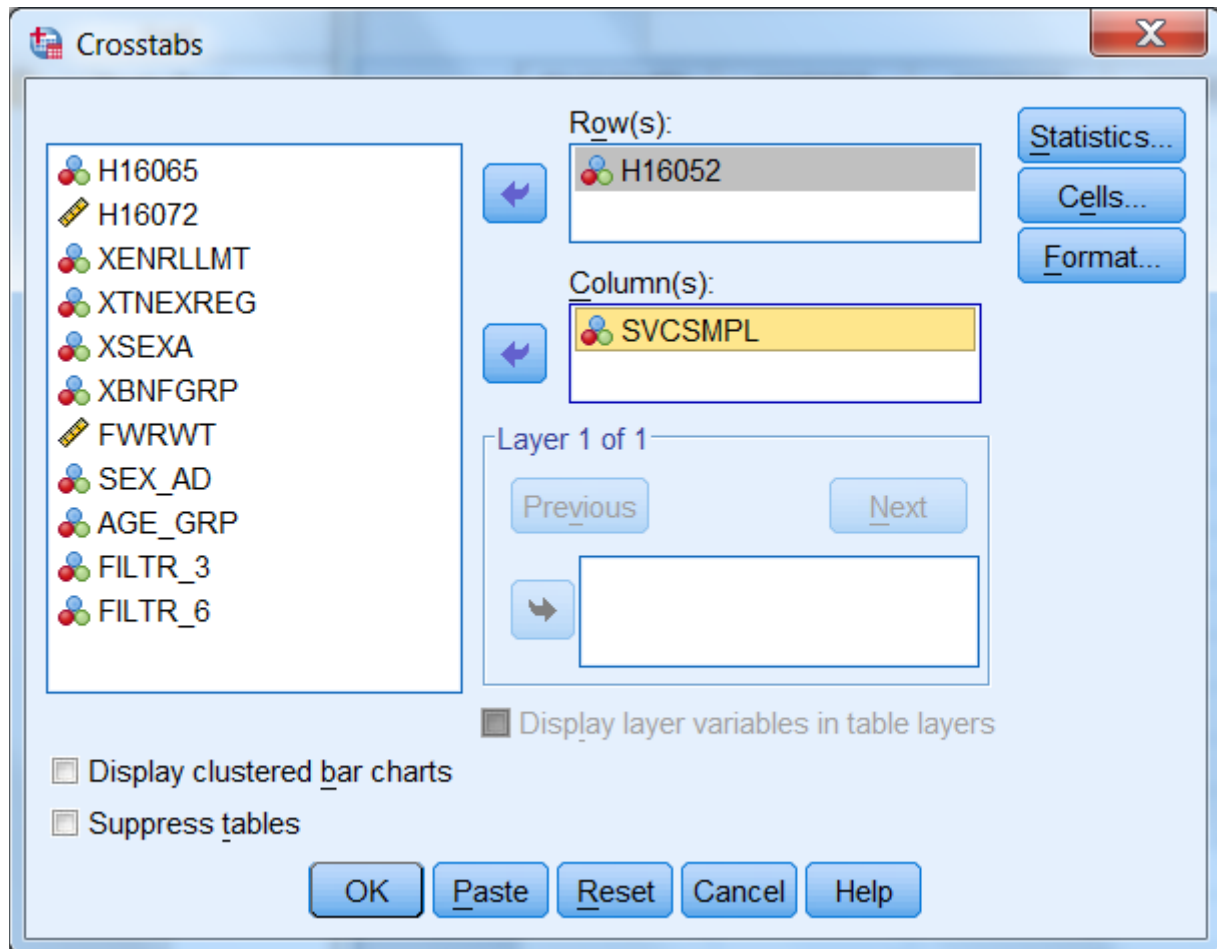 Crosstabs
X
H16065
H16072
XENRLLMT
XTNEXREG
XSEXA
XBNFGRP
FWRWT
SEX_AD
AGE_GRP
FILTR_3
FILTR_6
Row(s):
H16052
Column(s):
SVCSMPL
Layer 1 of 1
Previous
Next
Display layer variables in table layers
Statistics...
Cells...
Format...
Display clustered bar charts
Suppress tables
OK
Paste
Reset
Cancel
Help